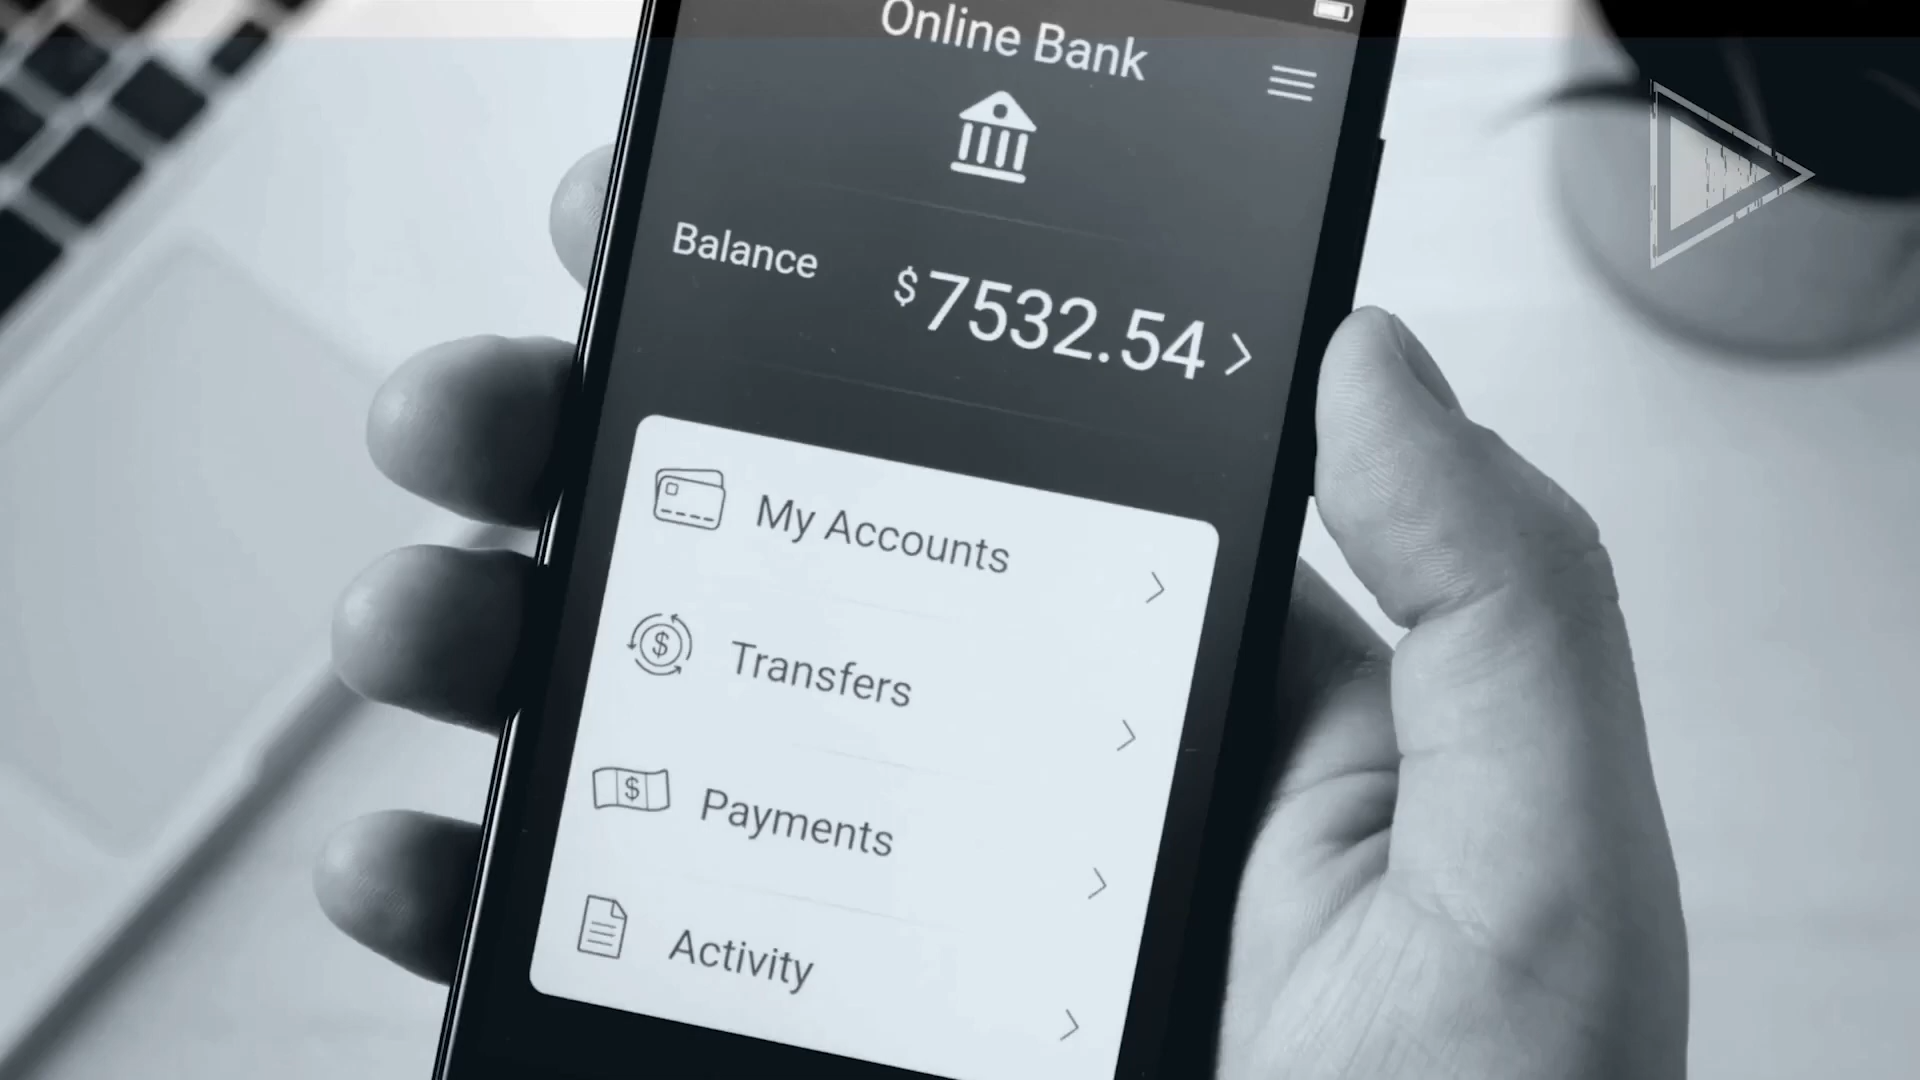 Online Bank
Balance
$7532.54
My Accounts
Transfers
Payments
Activity